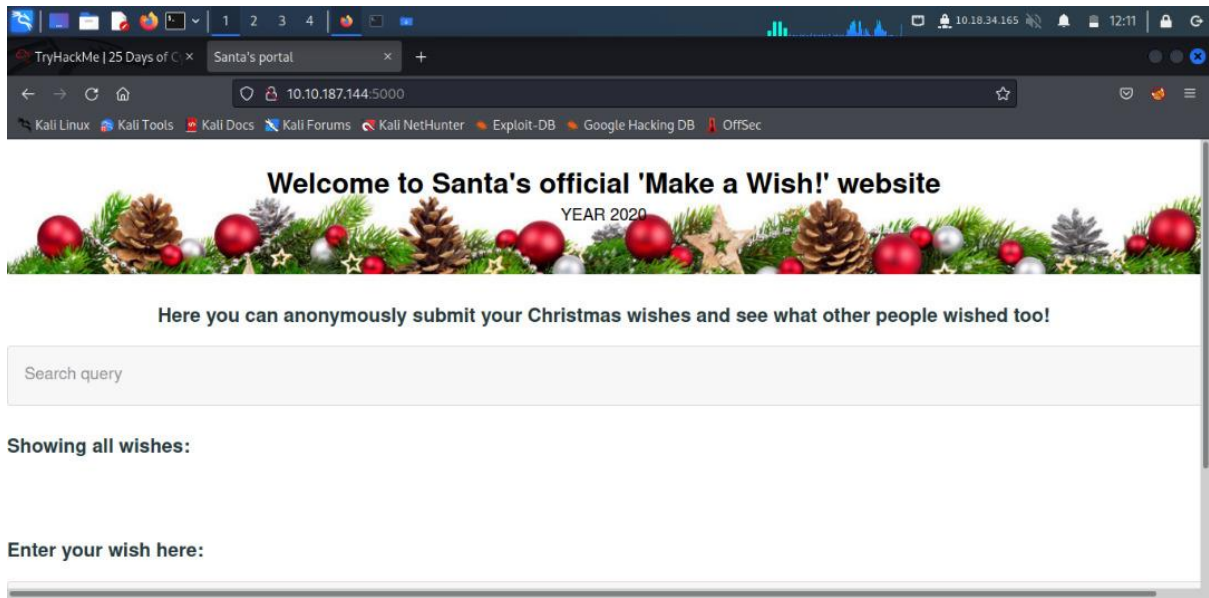 1 2 3 4 10.18.34.165 12:11
TryHackMe | 25 Days of C Santa's portal
10.10.187.144:5000
Kali Linux Kali Tools Kali Docs Kali Forums Kali NetHunter Exploit-DB Google Hacking DB OffSec
Welcome to Santa's official 'Make a Wish!' website
YEAR 2020
Here you can anonymously submit your Christmas wishes and see what other people wished too!
Search query
Showing all wishes:
Enter your wish here: